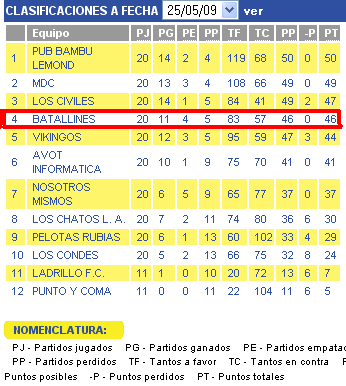 CLASIFICACIONES A FECHA 25/05/09 ver
Equipo PJ PG PE PP TF TC PP -P PT
1 PUB BAMBU LEMOND 20 14 2 4 119 68 50 0 50
2 MDC 20 13 3 4 108 56 49 0 49
3 LOS CIVILES 20 14 1 5 84 41 49 2 47
4 BATALLINES 20 11 4 5 83 57 46 0 46
5 VIKINGOS 20 12 3 5 95 59 47 3 44
6 AVOT INFORMATICA 20 10 1 9 75 70 41 0 41
7 NOSOTROS MISMOS 20 6 5 9 65 77 37 0 37
8 LOS CHATOS L. A. 20 7 2 11 74 80 36 6 30
9 PELOTAS RUBIAS 20 6 1 13 60 102 33 4 29
10 LOS CONDES 20 5 2 13 66 75 32 8 24
11 LADRILLO F.C. 11 1 0 10 20 72 13 6 7
12 PUNTO Y COMA 11 0 0 11 22 104 11 6 5
NOMENCLATURA:
PJ - Partidos jugados PG - Partidos ganados PE - Partidos empatad
PP - Partidos perdidos TF - Tantos a favor TC - Tantos en contra P
Puntos posibles -P - Puntos perdidos PT - Puntos totales